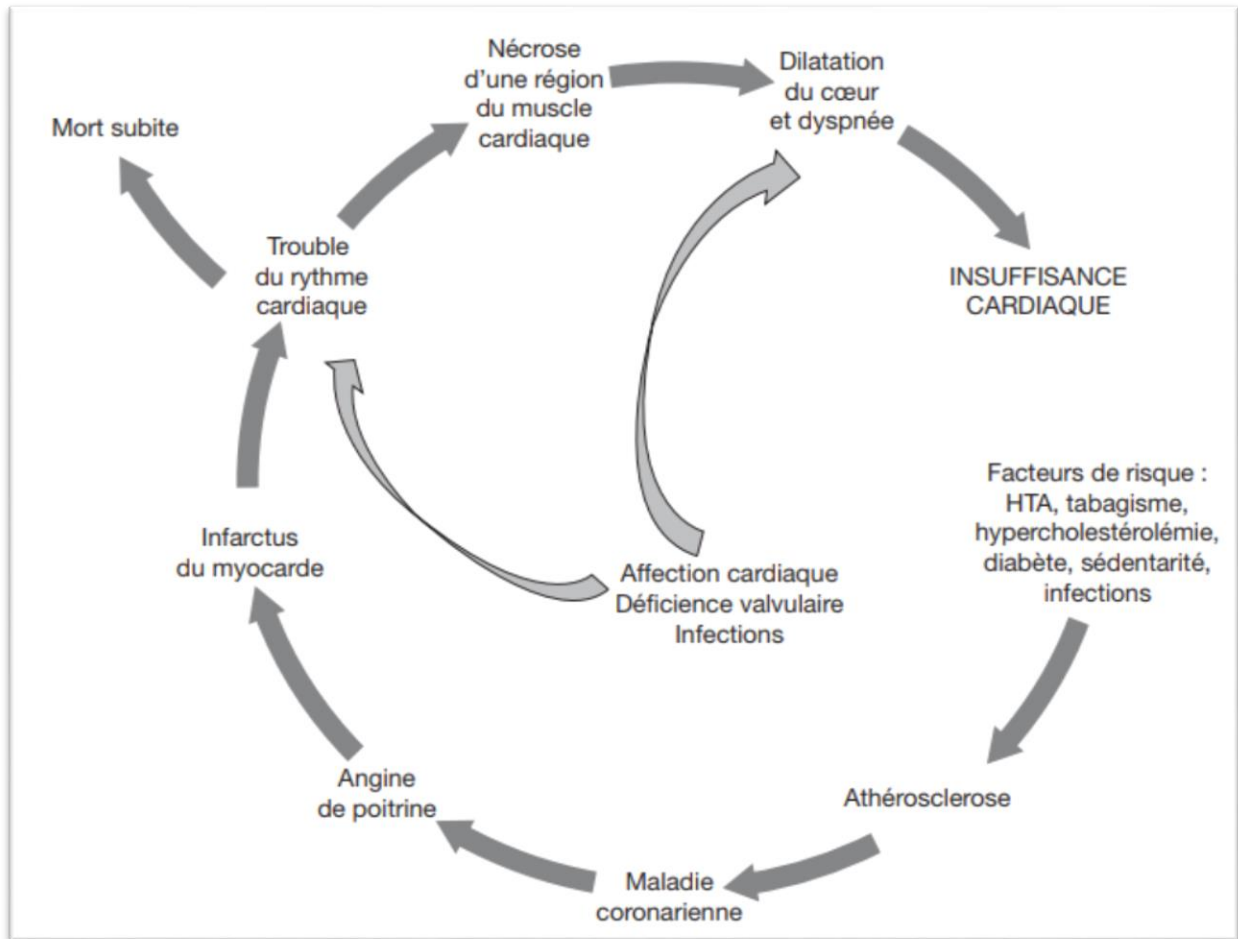 Nécrose
d'une région
du muscle
cardiaque
Dilatation
du cœur
et dyspnée
Mort subite
Trouble
du rythme
cardiaque
INSUFFISANCE
CARDIAQUE
Facteurs de risque :
HTA, tabagisme,
hypercholestérolémie,
diabète, sédentarité,
infections
Infarctus
du myocarde
Affection cardiaque
Déficience valvulaire
Infections
Angine
de poitrine
Athérosclerose
Maladie
coronarienne